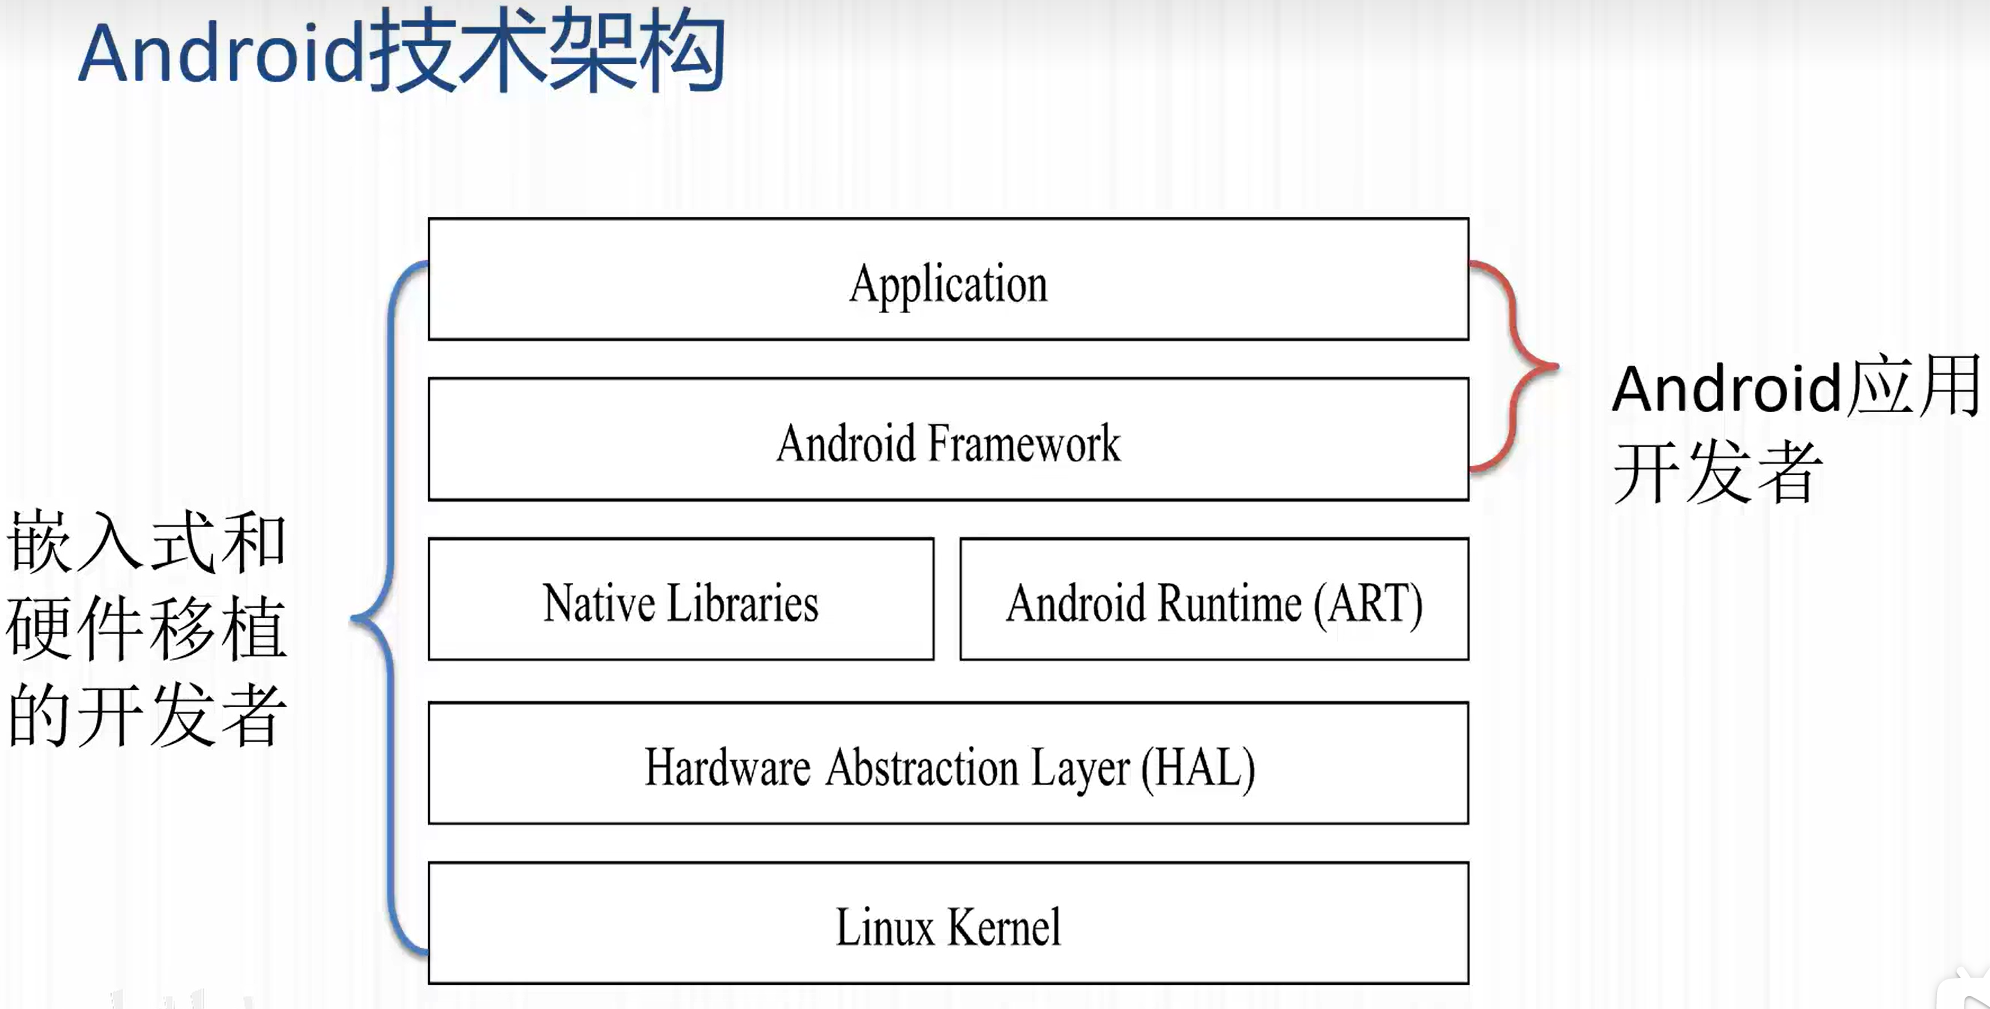 Android技术架构
Application
Android Framework
Android应用
开发者
嵌入式和
硬件移植
的开发者
Native Libraries
Android Runtime (ART)
Hardware Abstraction Layer (HAL)
Linux Kernel